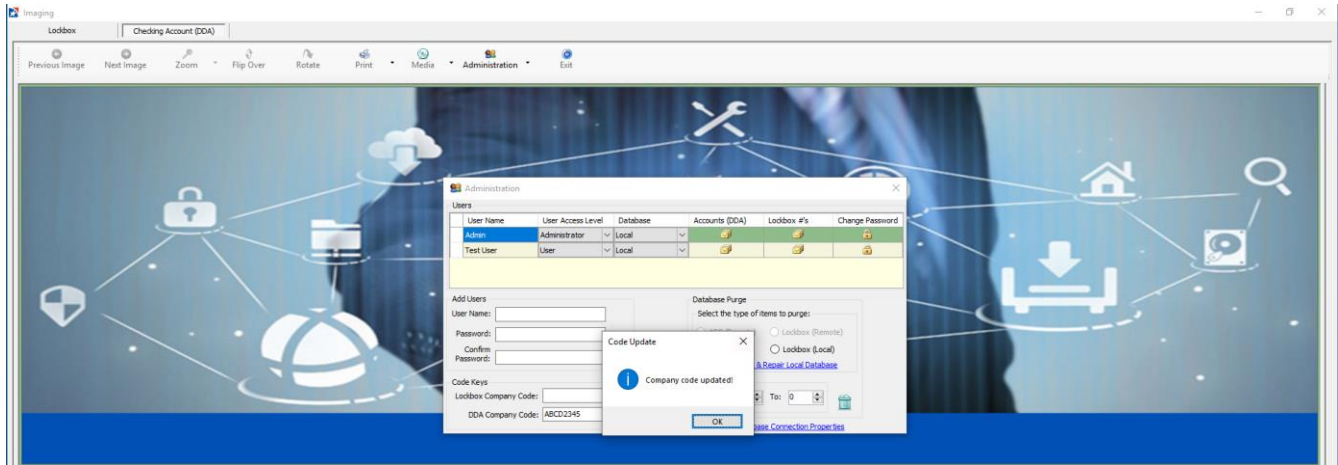 Imaging
Lockbox Checking Account (DDA)
Previous Image Next Image Zoom Flip Over Rotate Print Media Administration Exit
Administration
Users
User Name User Access Level Database Accounts (DDA) Lockbox #'s Change Password
Admin Administrator Local
Test User User Local
Add Users
User Name:
Password:
Confirm
Password:
Database Purge
Select the type of items to purge:
Lockbox (Remote)
Lockbox (Local)
& Repair Local Database
Code Update
Company code updated!
OK
Code Keys
Lockbox Company Code:
DDA Company Code: ABCD2345
To: 0
Connection Properties